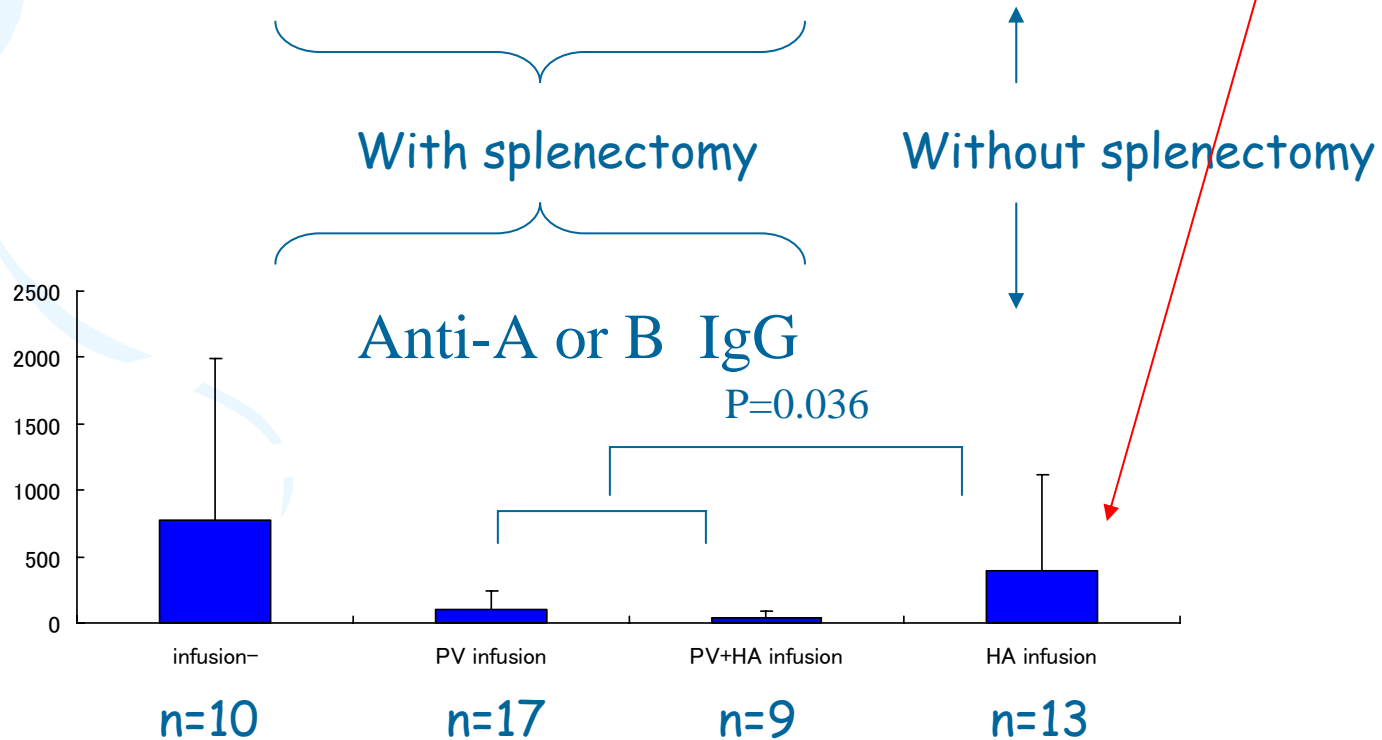 With splenectomy Without splenectomy
Anti-A or B IgG
P=0.036
2500
2000
1500
1000
500
0
infusion- PV infusion PV+HA infusion HA infusion
n=10 n=17 n=9 n=13